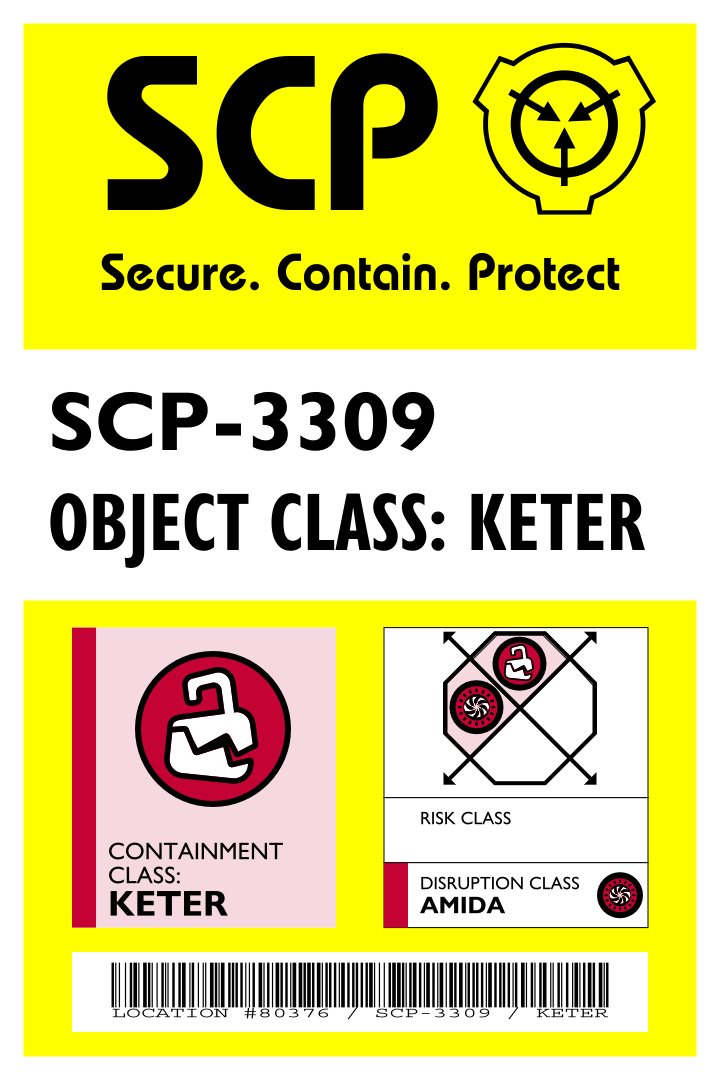 SCP
Secure. Contain. Protect
SCP-3309
OBJECT CLASS: KETER
CONTAINMENT
CLASS:
KETER
RISK CLASS
DISRUPTION CLASS
AMIDA
LOCATION #80376 / SCP-3309 / KETER